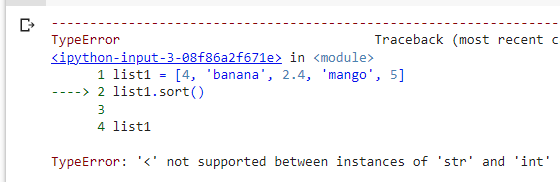 ---------------------------------------------------------------------------
TypeError                                 Traceback (most recent c
<ipython-input-3-08f86a2f671e> in <module>
      1 list1 = [4, 'banana', 2.4, 'mango', 5]
----> 2 list1.sort()
      3
      4 list1
TypeError: '<' not supported between instances of 'str' and 'int'